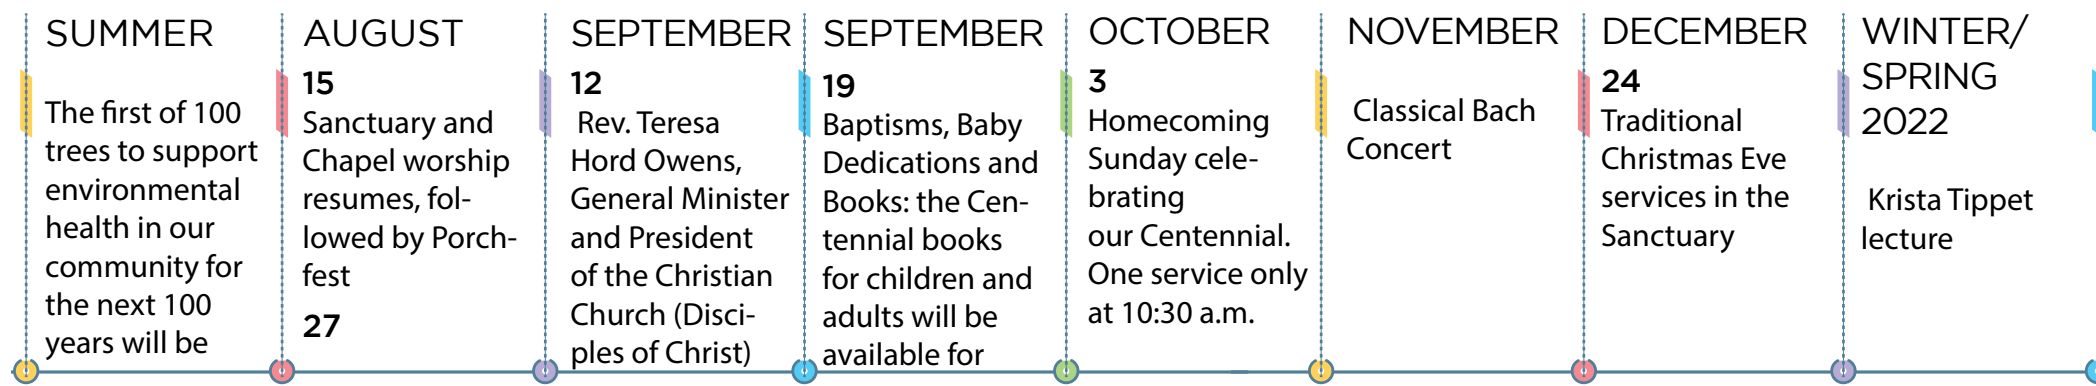 SUMMER
The first of 100
trees to support
environmental
health in our
community for
the next 100
years will be
AUGUST
15
Sanctuary and
Chapel worship
resumes, fol-
lowed by Porch-
fest
27
SEPTEMBER
12
Rev. Teresa
Hord Owens,
General Minister
and President
of the Christian
Church (Disci-
ples of Christ)
SEPTEMBER
19
Baptisms, Baby
Dedications and
Books: the Cen-
tennial books
for children and
adults will be
available for
OCTOBER
3
Homecoming
Sunday cele-
brating
our Centennial.
One service only
at 10:30 a.m.
NOVEMBER
Classical Bach
Concert
DECEMBER
24
Traditional
Christmas Eve
services in the
Sanctuary
WINTER/
SPRING
2022
Krista Tippet
lecture